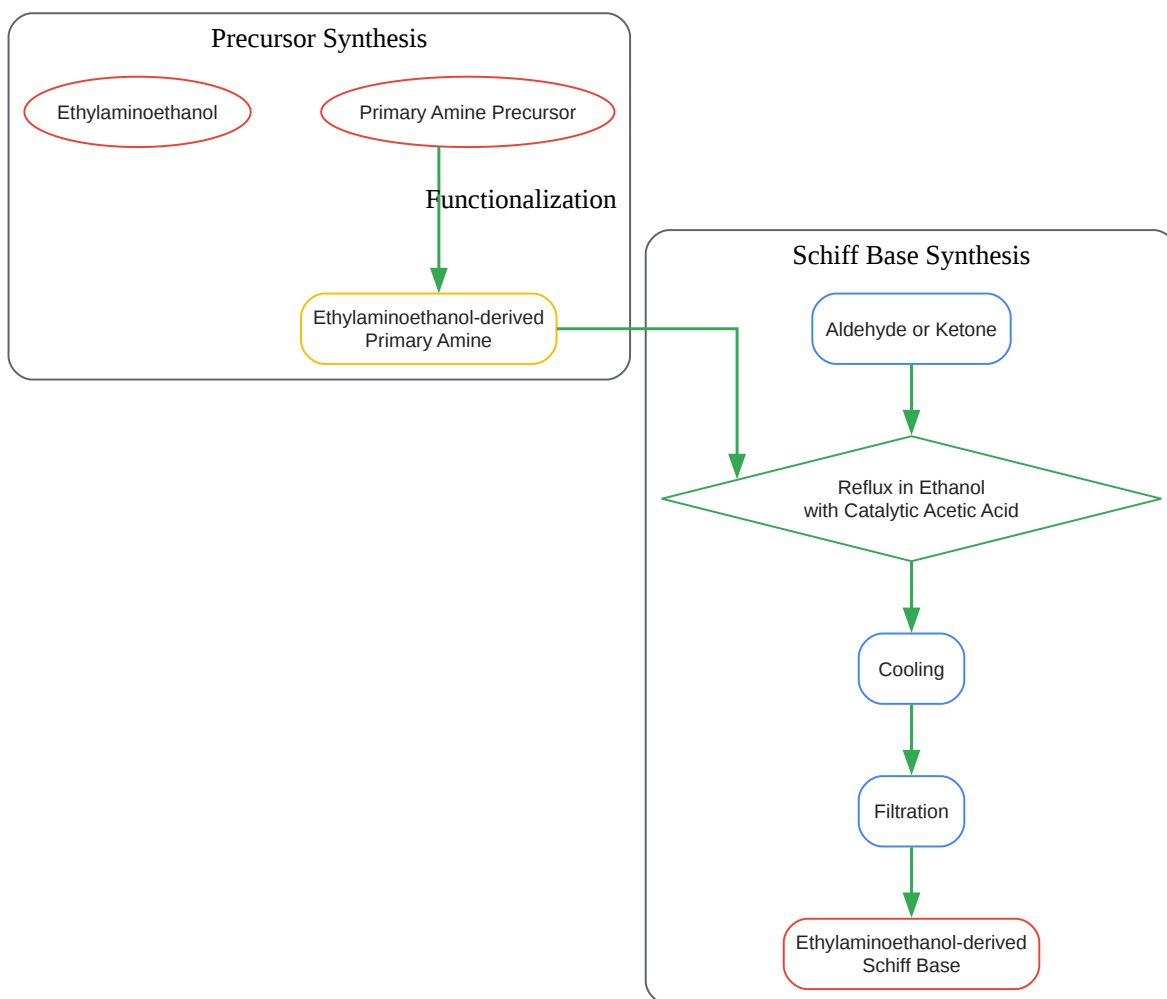 Precursor Synthesis
Ethylaminoethanol
Primary Amine Precursor
Functionalization
Ethylaminoethanol-derived
Primary Amine
Schiff Base Synthesis
Aldehyde or Ketone
Reflux in Ethanol
with Catalytic Acetic Acid
Cooling
Filtration
Ethylaminoethanol-derived
Schiff Base